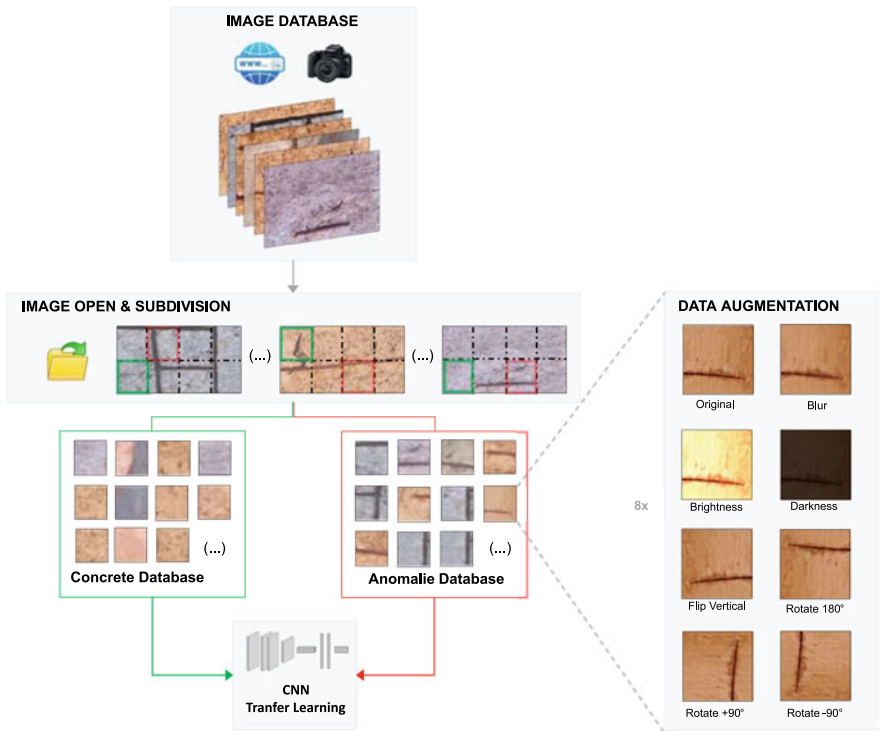 IMAGE DATABASE
WWW...
IMAGE OPEN & SUBDIVISION
(...)
(...)
Concrete Database
(...)
Anomalie Database
(...)
CNN
Tranfer Learning
8x
DATA AUGMENTATION
Original
Blur
Brightness
Darkness
Flip Vertical
Rotate 180°
Rotate +90°
Rotate –90°